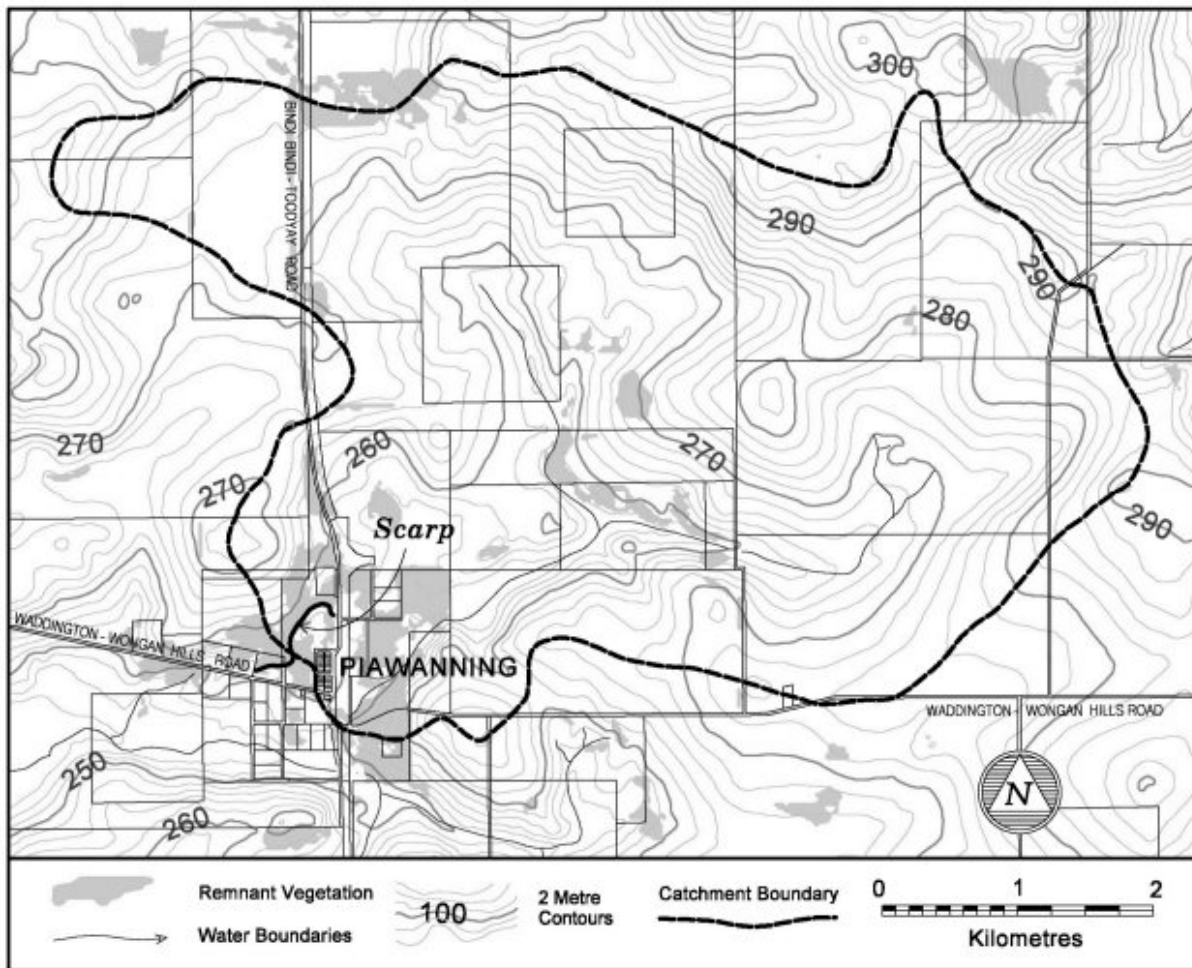 300
BINDI BINDI - TOODYAY ROAD
290
290
280
270
260
270
270
290
Scarp
WADDINGTON - WONGAN HILLS ROAD
PIAWANNING
WADDINGTON - WONGAN HILLS ROAD
250
260
N
Remnant Vegetation
Water Boundaries
100
2 Metre
Contours
Catchment Boundary
0 1 2
Kilometres